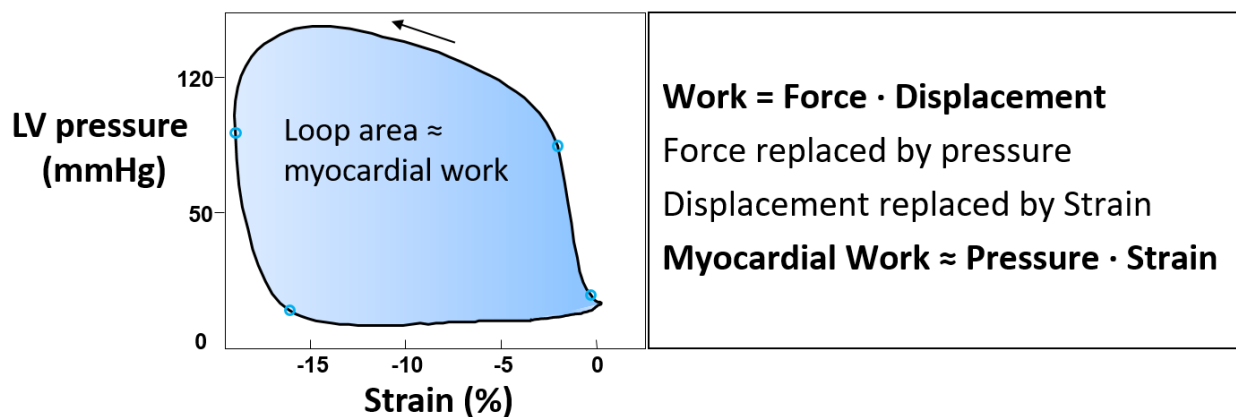 120
LV pressure
(mmHg)
Loop area ≈
myocardial work
50
0
-15 -10 -5 0
Strain (%)
Work = Force · Displacement
Force replaced by pressure
Displacement replaced by Strain
Myocardial Work ≈ Pressure · Strain